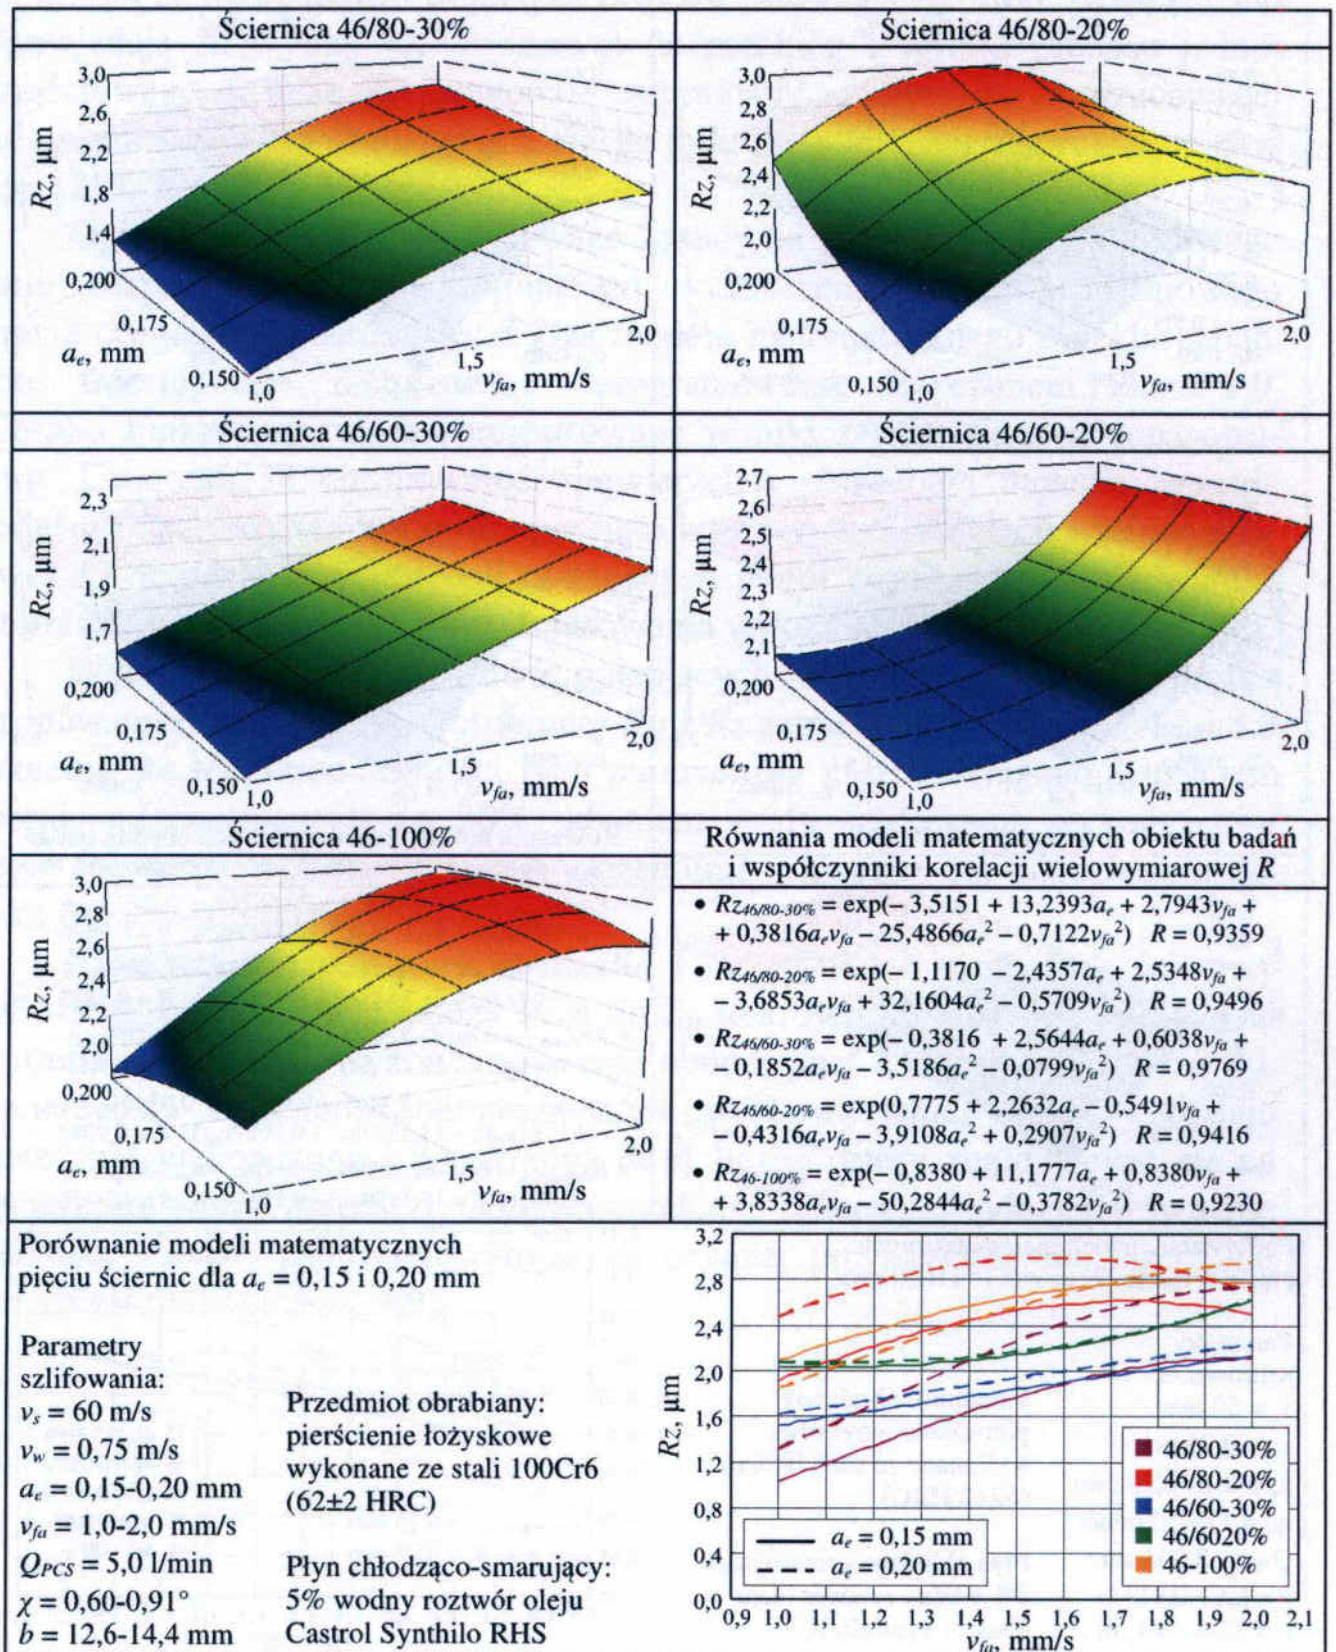 Ściernica 46/80-30%
3,0
2,6
2,2
1,8
1,4
Rz, μm
0,200
0,175
0,150
a_e, mm
1,0
1,5
2,0
v_fa, mm/s
Ściernica 46/80-20%
3,0
2,8
2,6
2,4
2,2
2,0
Rz, μm
0,200
0,175
0,150
a_e, mm
1,0
1,5
2,0
v_fa, mm/s
Ściernica 46/60-30%
2,3
2,1
1,9
1,7
Rz, μm
0,200
0,175
0,150
a_e, mm
1,0
1,5
2,0
v_fa, mm/s
Ściernica 46/60-20%
2,7
2,6
2,5
2,4
2,3
2,2
2,1
Rz, μm
0,200
0,175
0,150
a_e, mm
1,0
1,5
2,0
v_fa, mm/s
Ściernica 46-100%
3,0
2,8
2,6
2,4
2,2
2,0
Rz, μm
0,200
0,175
0,150
a_e, mm
1,0
1,5
2,0
v_fa, mm/s
Równania modeli matematycznych obiektu badań
i współczynniki korelacji wielowymiarowej R
• Rz46/80-30% = exp(– 3,5151 + 13,2393a_e + 2,7943v_fa +
+ 0,3816a_e v_fa – 25,4866a_e² – 0,7122v_fa²) R = 0,9359
• Rz46/80-20% = exp(– 1,1170 – 2,4357a_e + 2,5348v_fa +
– 3,6853a_e v_fa + 32,1604a_e² – 0,5709v_fa²) R = 0,9496
• Rz46/60-30% = exp(– 0,3816 + 2,5644a_e + 0,6038v_fa +
– 0,1852a_e v_fa – 3,5186a_e² – 0,0799v_fa²) R = 0,9769
• Rz46/60-20% = exp(0,7775 + 2,2632a_e – 0,5491v_fa +
– 0,4316a_e v_fa – 3,9108a_e² + 0,2907v_fa²) R = 0,9416
• Rz46-100% = exp(– 0,8380 + 11,1777a_e + 0,8380v_fa +
+ 3,8338a_e v_fa – 50,2844a_e² – 0,3782v_fa²) R = 0,9230
Porównanie modeli matematycznych
pięciu ściernic dla a_e = 0,15 i 0,20 mm
Parametry
szlifowania:
v_s = 60 m/s
v_w = 0,75 m/s
a_e = 0,15-0,20 mm
v_fa = 1,0-2,0 mm/s
Q_PCS = 5,0 l/min
χ = 0,60-0,91°
b = 12,6-14,4 mm
Przedmiot obrabiany:
pierścienie łożyskowe
wykonane ze stali 100Cr6
(62±2 HRC)
Płyn chłodząco-smarujący:
5% wodny roztwór oleju
Castrol Synthilo RHS
3,2
2,8
2,4
2,0
1,6
1,2
0,8
0,4
0,0
Rz, μm
46/80-30%
46/80-20%
46/60-30%
46/6020%
46-100%
a_e = 0,15 mm
a_e = 0,20 mm
0,9 1,0 1,1 1,2 1,3 1,4 1,5 1,6 1,7 1,8 1,9 2,0 2,1
v_fa, mm/s